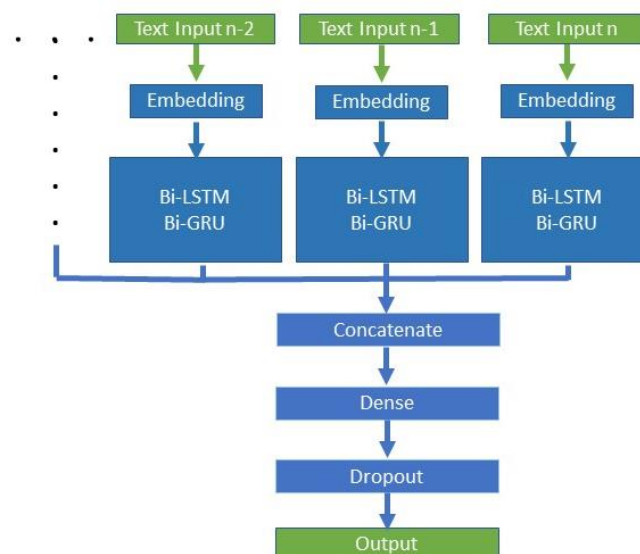 Text Input n-2
Text Input n-1
Text Input n
Embedding
Embedding
Embedding
Bi-LSTM
Bi-GRU
Bi-LSTM
Bi-GRU
Bi-LSTM
Bi-GRU
Concatenate
Dense
Dropout
Output